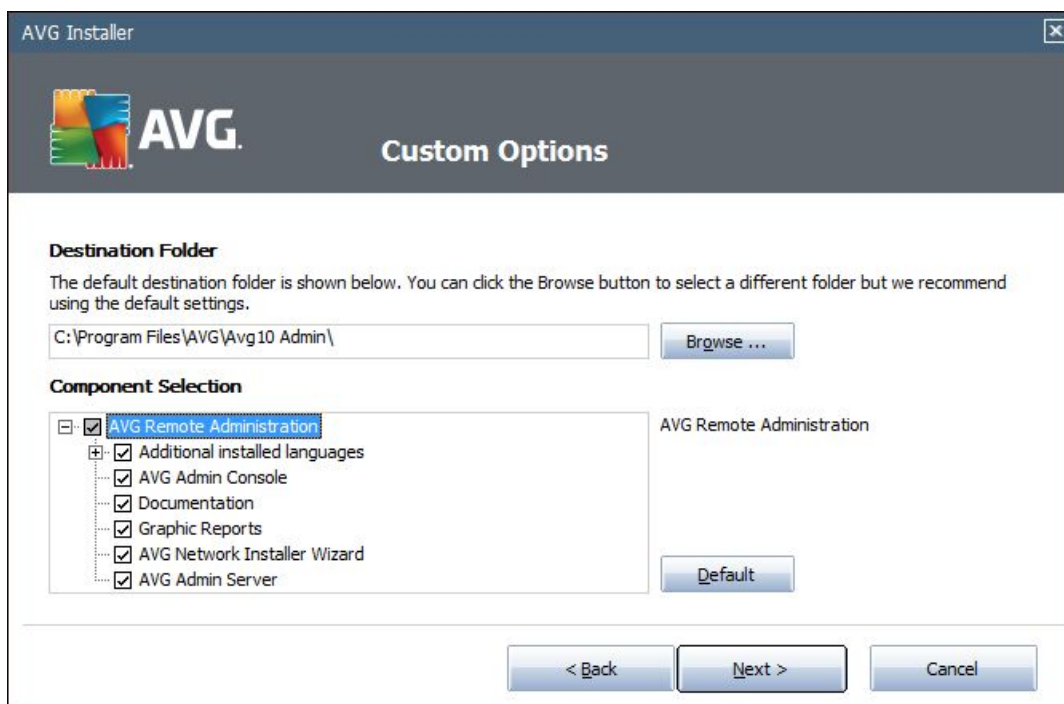 AVG Installer
AVG.
Custom Options
Destination Folder
The default destination folder is shown below. You can click the Browse button to select a different folder but we recommend
using the default settings.
C:\Program Files\AVG\Avg10 Admin\
Browse ...
Component Selection
AVG Remote Administration
Additional installed languages
AVG Admin Console
Documentation
Graphic Reports
AVG Network Installer Wizard
AVG Admin Server
AVG Remote Administration
Default
< Back
Next >
Cancel